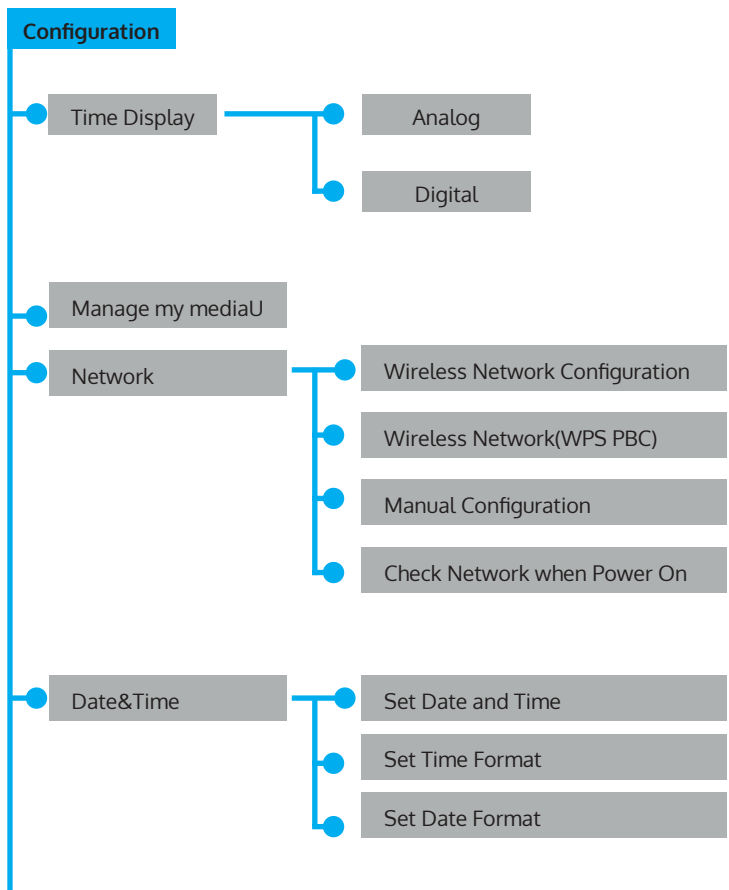 Configuration
Time Display
Analog
Digital
Manage my mediaU
Network
Wireless Network Configuration
Wireless Network(WPS PBC)
Manual Configuration
Check Network when Power On
Date&Time
Set Date and Time
Set Time Format
Set Date Format